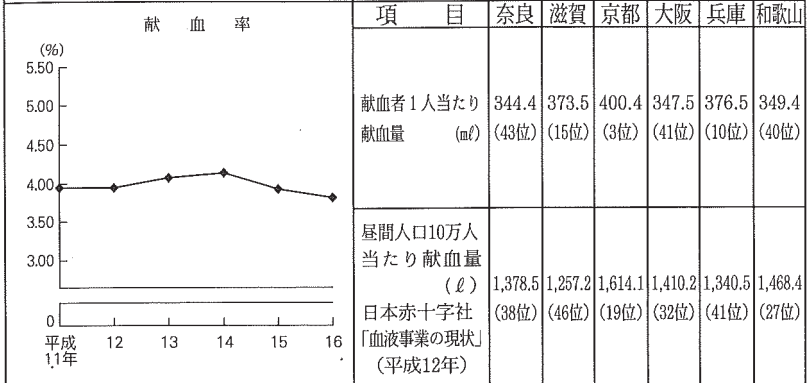 献血率
(%)
5.50
5.00
4.50
4.00
3.50
3.00
0
平成11年 12 13 14 15 16
項目 奈良 滋賀 京都 大阪 兵庫 和歌山
献血者1人当たり 344.4 373.5 400.4 347.5 376.5 349.4
献血量 (mℓ) (43位) (15位) (3位) (41位) (10位) (40位)
昼間人口10万人
当たり献血量
(ℓ) 1,378.5 1,257.2 1,614.1 1,410.2 1,340.5 1,468.4
日本赤十字社 (38位) (46位) (19位) (32位) (41位) (27位)
「血液事業の現状」
(平成12年)